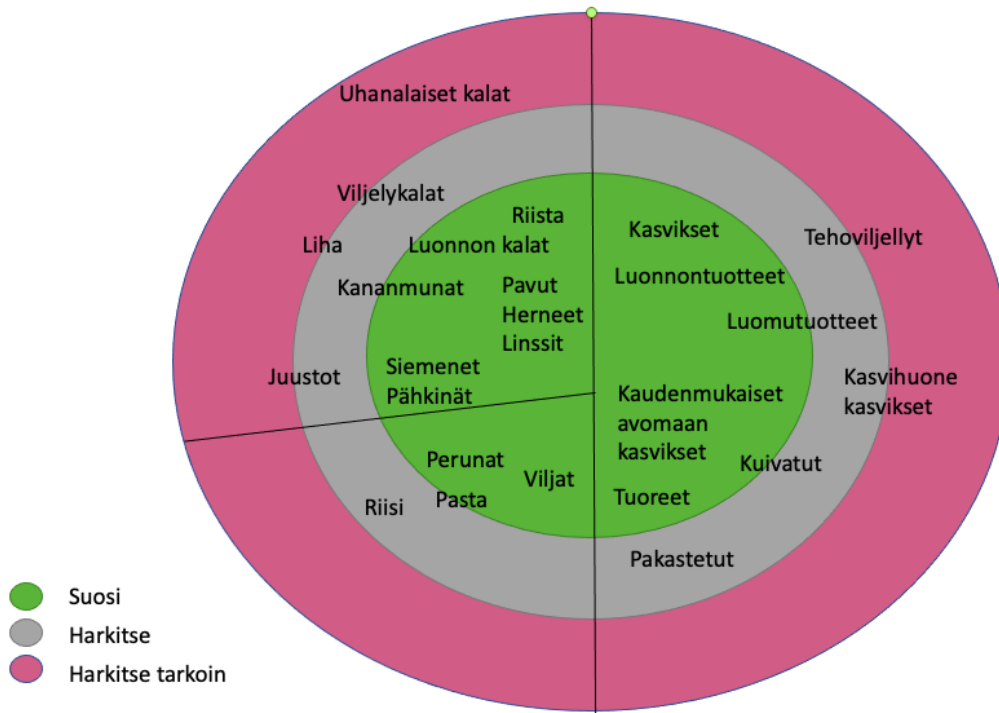 Uhanalaiset kalat
Viljelykalat
Liha
Riista
Luonnon kalat
Kananmunat
Pavut
Herneet
Linssit
Siemenet
Pähkinät
Juustot
Kasvikset
Tehoviljellyt
Luonnontuotteet
Luomutuotteet
Kasvihuone
kasvikset
Kaudenmukaiset
avomaan
kasvikset
Kuivatut
Tuoreet
Pakastetut
Perunat
Viljat
Pasta
Riisi
Suosi
Harkitse
Harkitse tarkoin